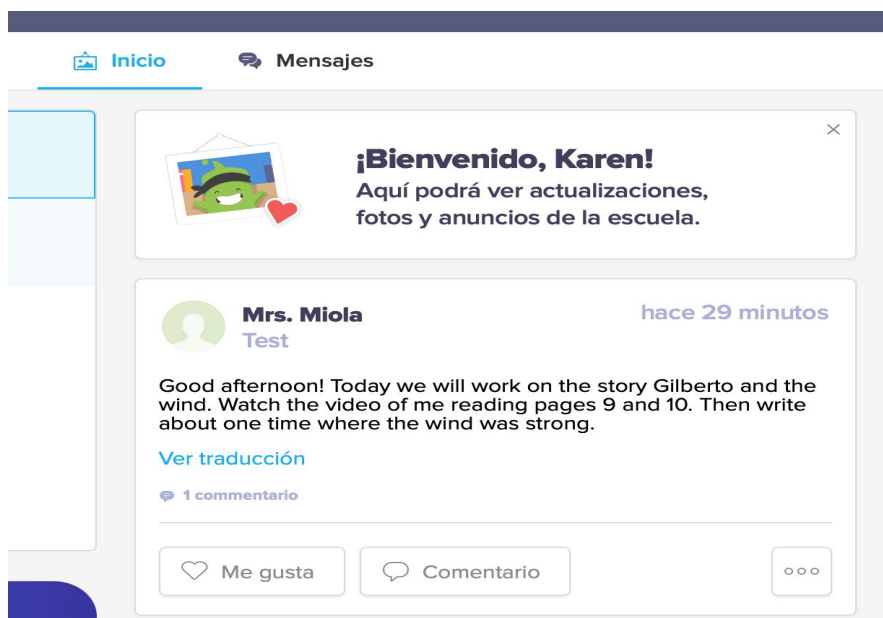 Inicio Mensajes
¡Bienvenido, Karen!
Aquí podrá ver actualizaciones,
fotos y anuncios de la escuela.
Mrs. Miola hace 29 minutos
Test
Good afternoon! Today we will work on the story Gilberto and the
wind. Watch the video of me reading pages 9 and 10. Then write
about one time where the wind was strong.
Ver traducción
1 commentario
Me gusta Comentario